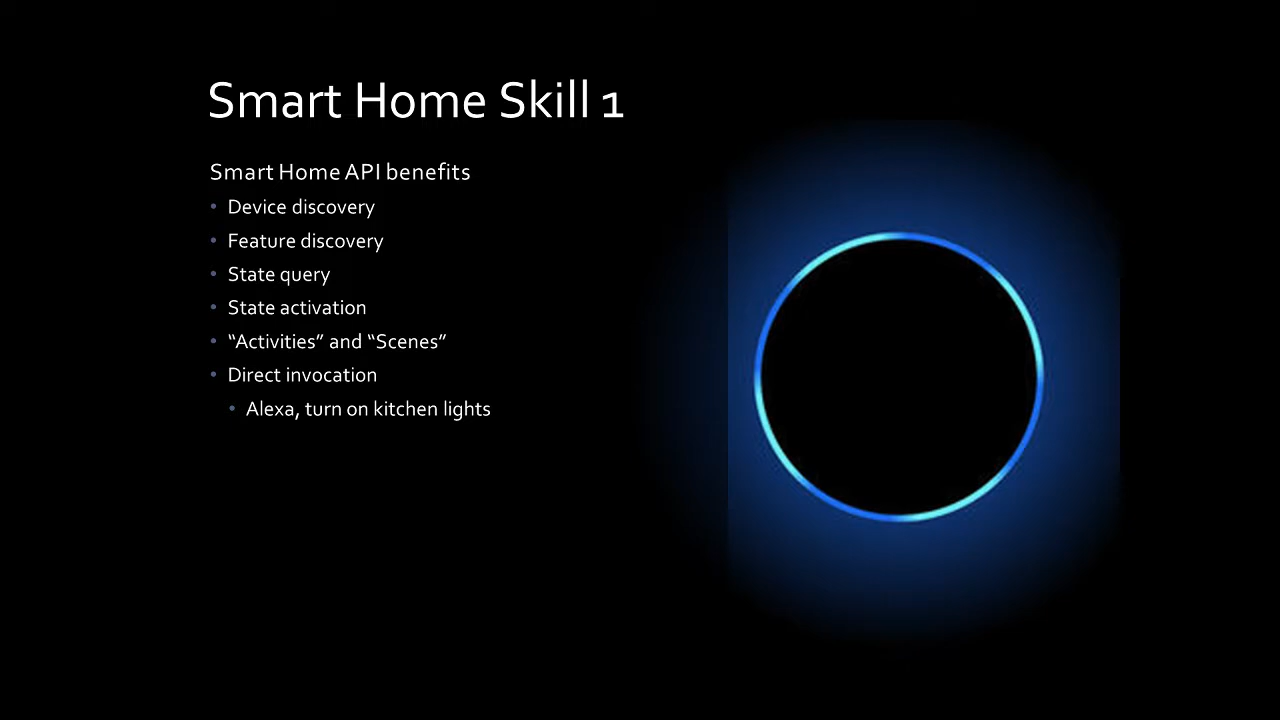 Smart Home Skill 1
Smart Home API benefits
• Device discovery
• Feature discovery
• State query
• State activation
• “Activities” and “Scenes”
• Direct invocation
• Alexa, turn on kitchen lights